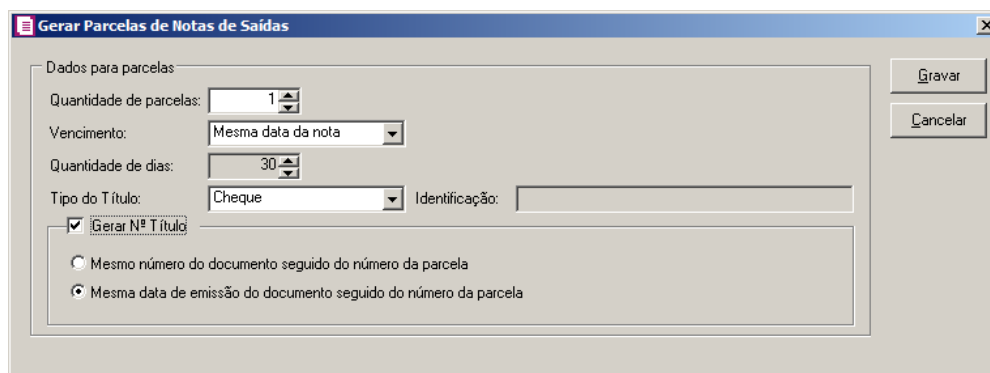 Gerar Parcelas de Notas de Saídas
Dados para parcelas
Gravar
Quantidade de parcelas: 1
Cancelar
Vencimento: Mesma data da nota
Quantidade de dias: 30
Tipo do Título: Cheque Identificação:
Gerar Nº Título
Mesmo número do documento seguido do número da parcela
Mesma data de emissão do documento seguido do número da parcela